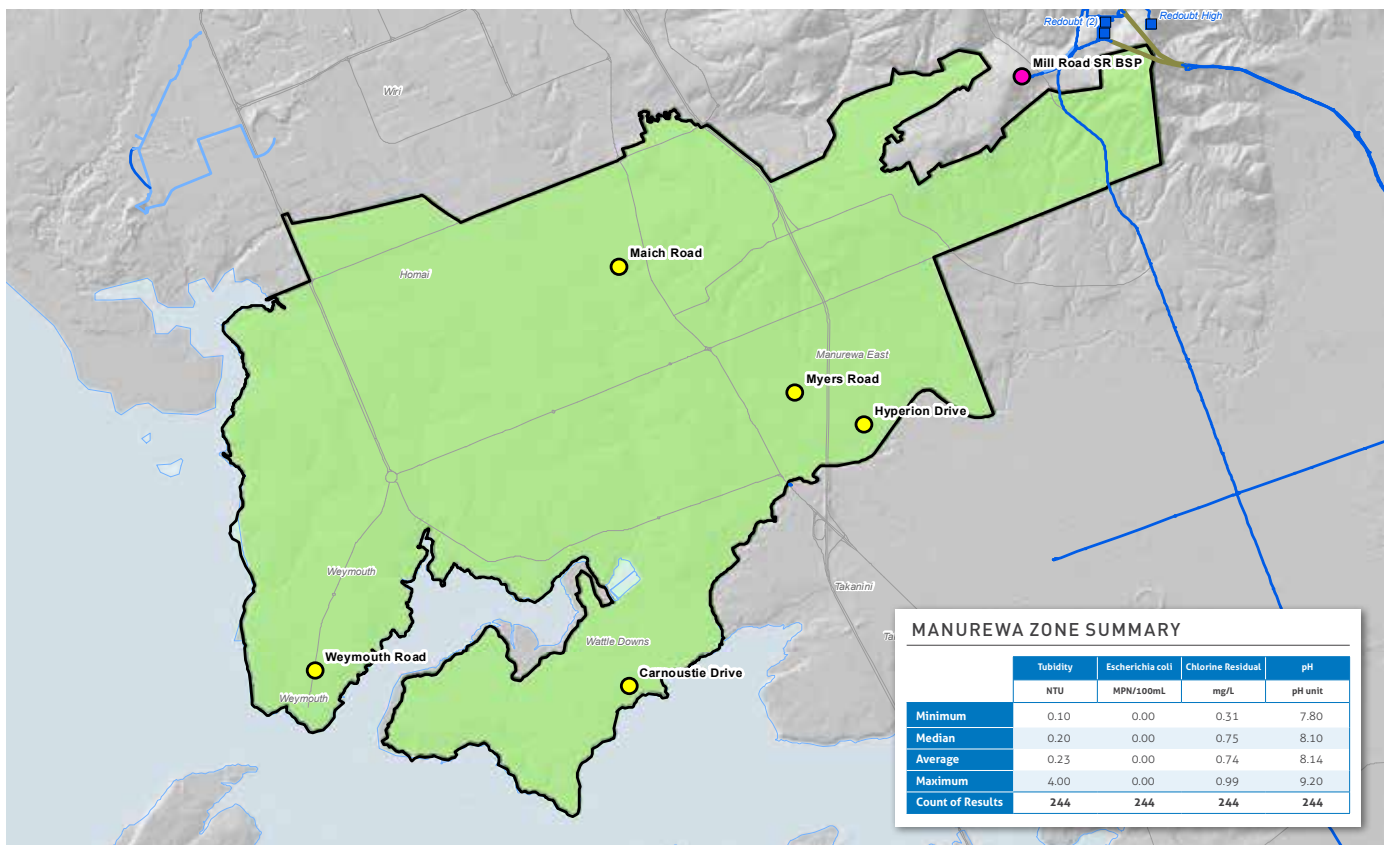 Redoubt (2)
Redoubt High
Mill Road SR BSP
Wiri
Maich Road
Homai
Manurewa East
Myers Road
Hyperion Drive
Weymouth
Takanini
Wattle Downs
Weymouth Road
Carnoustie Drive
Weymouth
MANUREWA ZONE SUMMARY
Tubidity Escherichia coli Chlorine Residual pH
NTU MPN/100mL mg/L pH unit
Minimum 0.10 0.00 0.31 7.80
Median 0.20 0.00 0.75 8.10
Average 0.23 0.00 0.74 8.14
Maximum 4.00 0.00 0.99 9.20
Count of Results 244 244 244 244